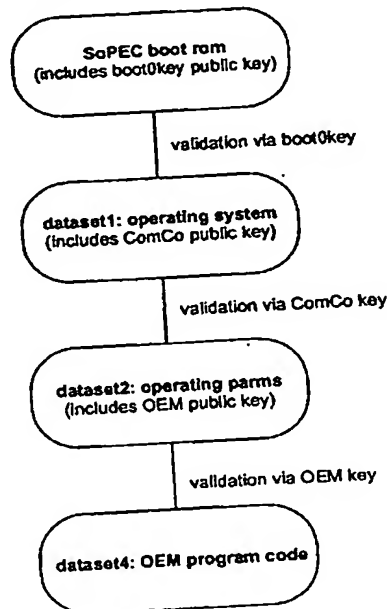 SoPEC boot rom
(includes boot0key public key)
validation via boot0key
dataset1: operating system
(includes ComCo public key)
validation via ComCo key
dataset2: operating parms
(includes OEM public key)
validation via OEM key
dataset4: OEM program code